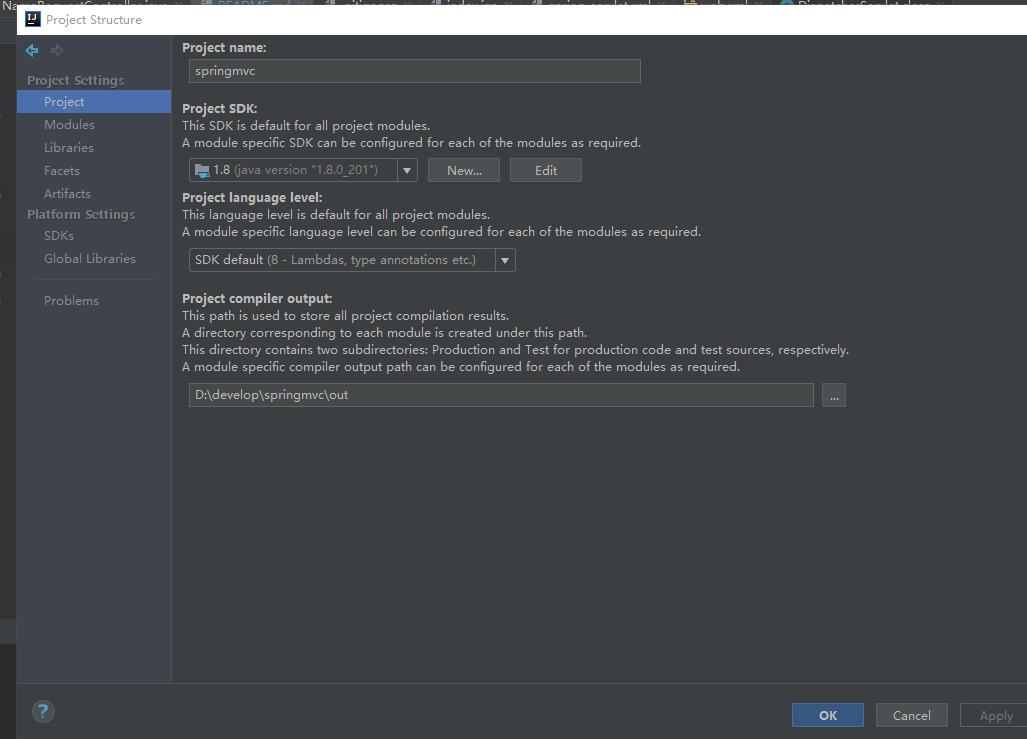 README.md
Project Structure
Project Settings
Project
Modules
Libraries
Facets
Artifacts
Platform Settings
SDKs
Global Libraries
Problems
Project name:
springmvc
Project SDK:
This SDK is default for all project modules.
A module specific SDK can be configured for each of the modules as required.
1.8 (java version "1.8.0_201")
New...
Edit
Project language level:
This language level is default for all project modules.
A module specific language level can be configured for each of the modules as required.
SDK default (8 - Lambdas, type annotations etc.)
Project compiler output:
This path is used to store all project compilation results.
A directory corresponding to each module is created under this path.
This directory contains two subdirectories: Production and Test for production code and test sources, respectively.
A module specific compiler output path can be configured for each of the modules as required.
D:\develop\springmvc\out
...
?
OK
Cancel
Apply